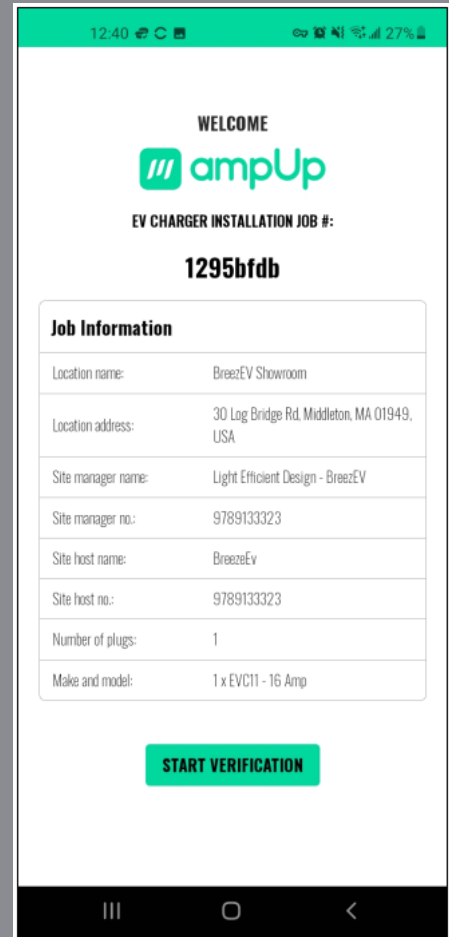 12:40 27%
WELCOME
ampUp
EV CHARGER INSTALLATION JOB #:
1295bfdb
Job Information
Location name: BreezEV Showroom
Location address: 30 Log Bridge Rd, Middleton, MA 01949,
USA
Site manager name: Light Efficient Design - BreezEV
Site manager no.: 9789133323
Site host name: BreezeEv
Site host no.: 9789133323
Number of plugs: 1
Make and model: 1 x EVC11 - 16 Amp
START VERIFICATION